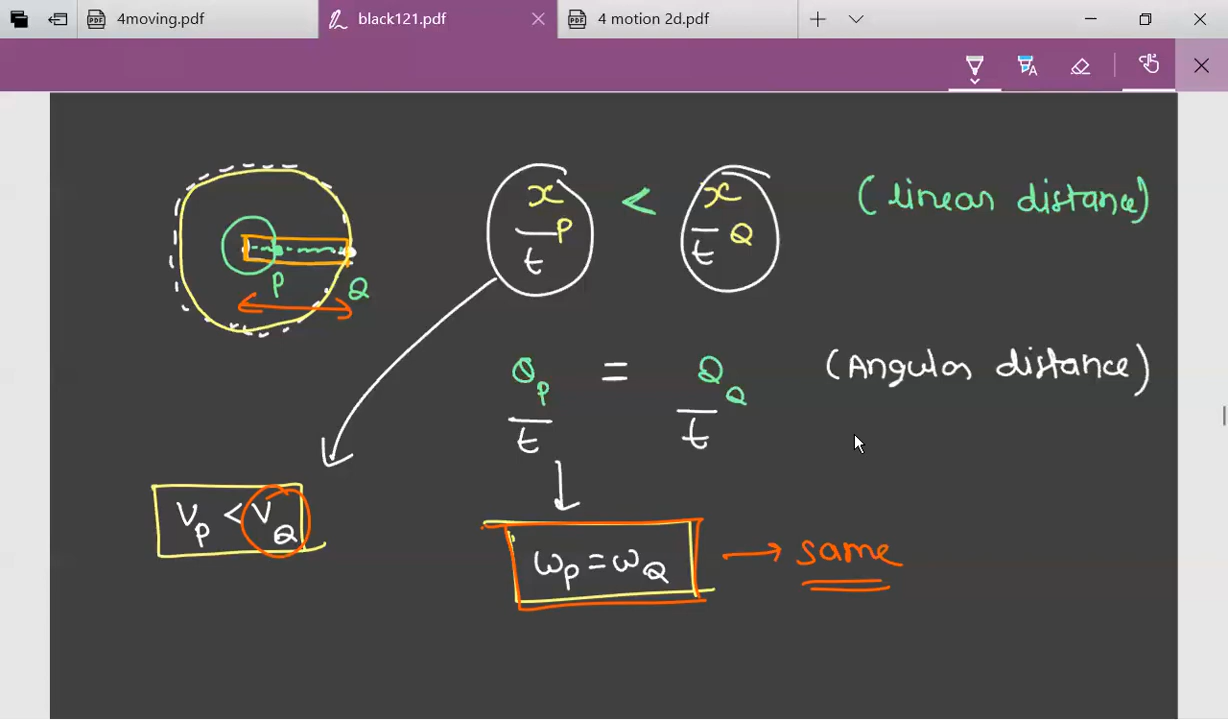 4moving.pdf
black121.pdf
4 motion 2d.pdf
x/t P < x/t Q (linear distance)
P Q
θP/t = θQ/t (Angular distance)
VP < VQ
ωP = ωQ → same